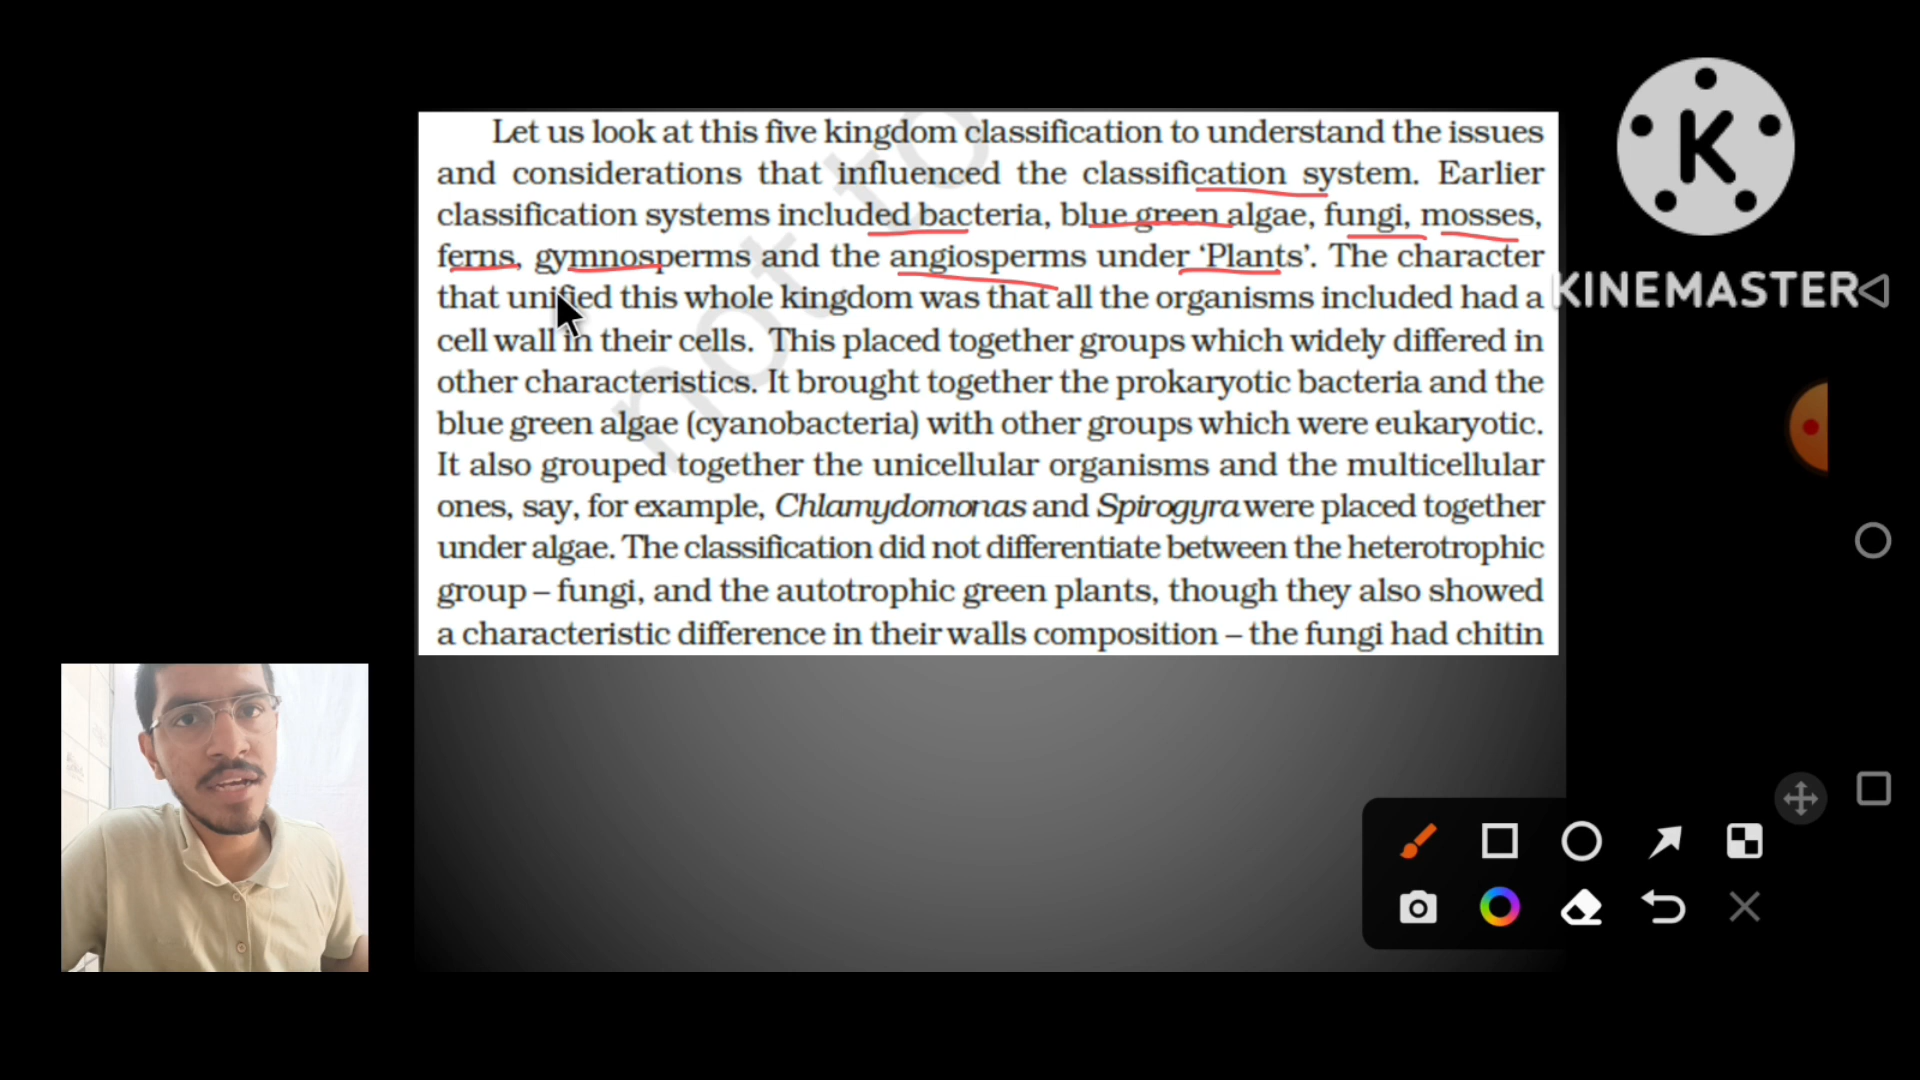 Let us look at this five kingdom classification to understand the issues
and considerations that influenced the classification system. Earlier
classification systems included bacteria, blue green algae, fungi, mosses,
ferns, gymnosperms and the angiosperms under ‘Plants’. The character
that unified this whole kingdom was that all the organisms included had a
cell wall in their cells. This placed together groups which widely differed in
other characteristics. It brought together the prokaryotic bacteria and the
blue green algae (cyanobacteria) with other groups which were eukaryotic.
It also grouped together the unicellular organisms and the multicellular
ones, say, for example, Chlamydomonas and Spirogyra were placed together
under algae. The classification did not differentiate between the heterotrophic
group – fungi, and the autotrophic green plants, though they also showed
a characteristic difference in their walls composition – the fungi had chitin
not to
K
KINEMASTER